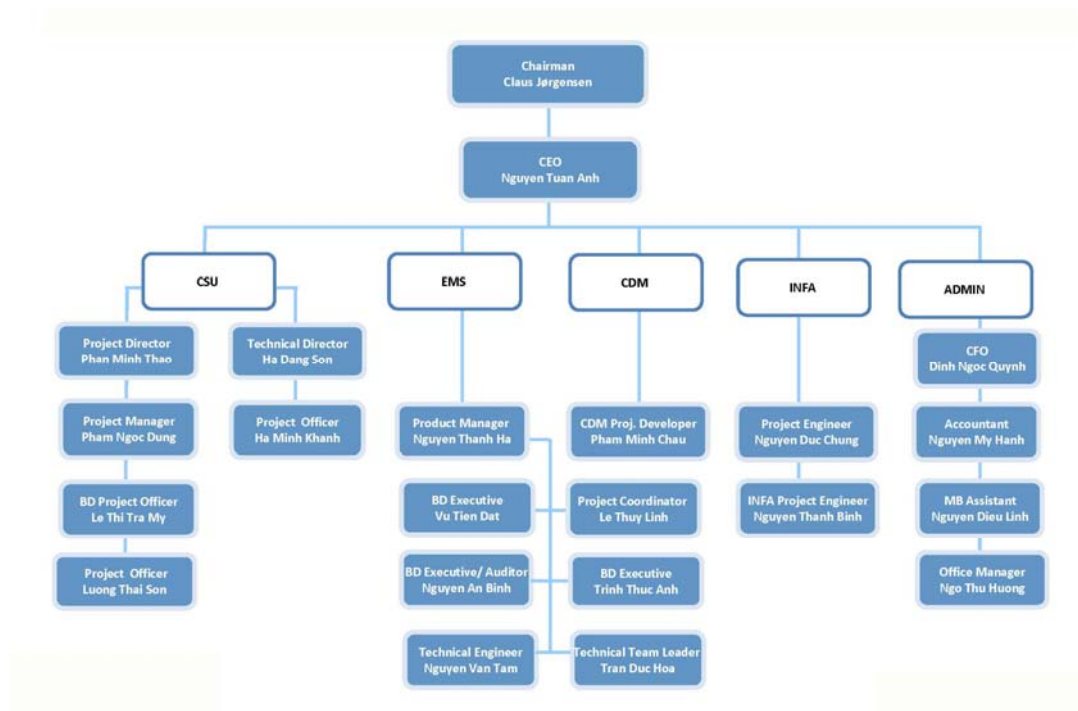 Chairman
Claus Jørgensen
CEO
Nguyen Tuan Anh
CSU
EMS
CDM
INFA
ADMIN
Project Director
Phan Minh Thao
Technical Director
Ha Dang Son
CFO
Dinh Ngoc Quynh
Project Manager
Pham Ngoc Dung
Project Officer
Ha Minh Khanh
Product Manager
Nguyen Thanh Ha
CDM Proj. Developer
Pham Minh Chau
Project Engineer
Nguyen Duc Chung
Accountant
Nguyen My Hanh
BD Project Officer
Le Thi Tra My
BD Executive
Vu Tien Dat
Project Coordinator
Le Thuy Linh
INFA Project Engineer
Nguyen Thanh Binh
MB Assistant
Nguyen Dieu Linh
Project Officer
Luong Thai Son
BD Executive/ Auditor
Nguyen An Binh
BD Executive
Trinh Thuc Anh
Office Manager
Ngo Thu Huong
Technical Engineer
Nguyen Van Tam
Technical Team Leader
Tran Duc Hoa